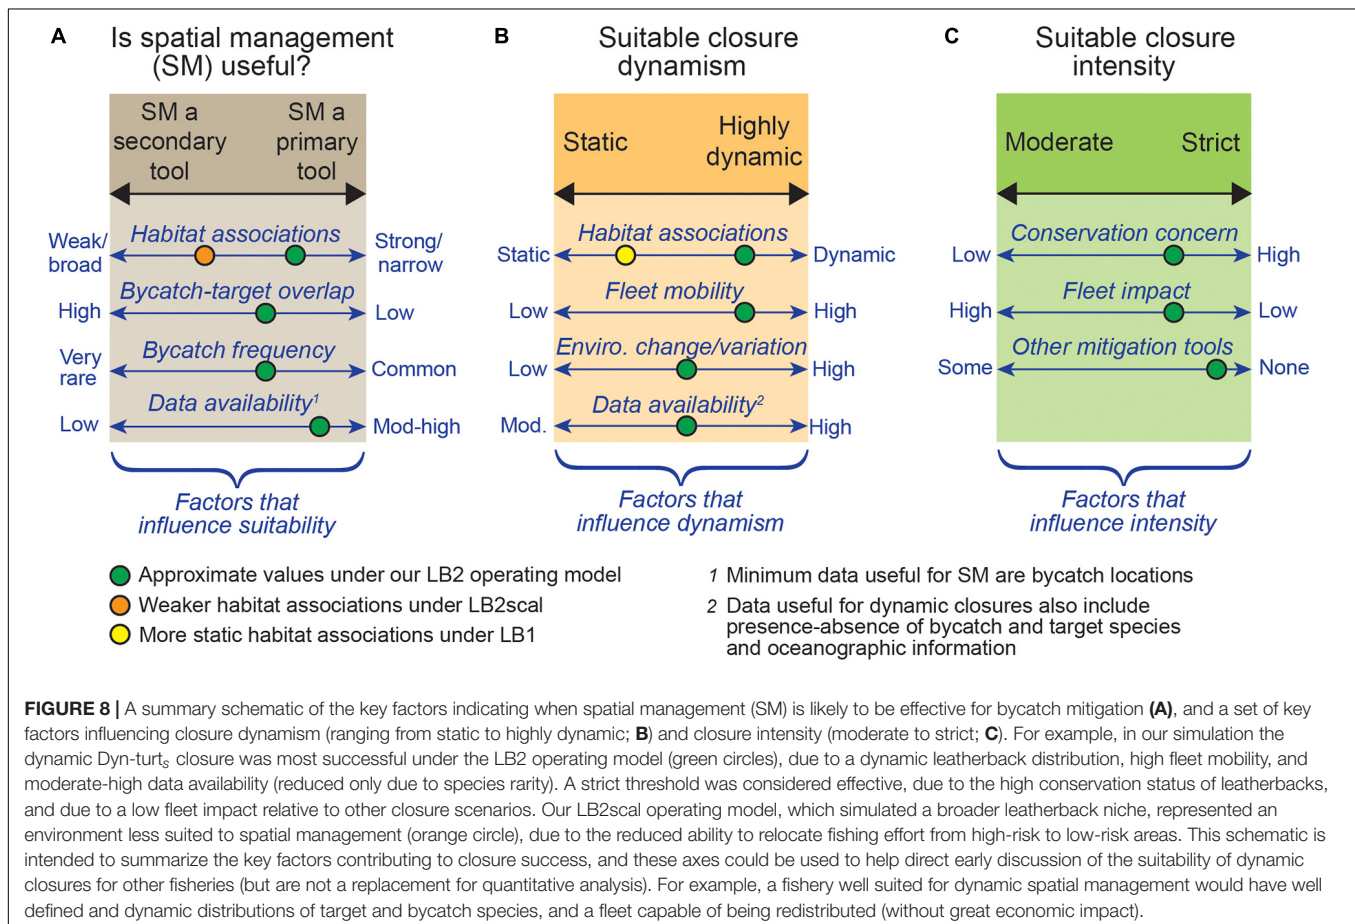 A Is spatial management
(SM) useful?
SM a
secondary
tool
SM a
primary
tool
Habitat associations
Weak/
broad
Strong/
narrow
Bycatch-target overlap
High
Low
Bycatch frequency
Very
rare
Common
Data availability1
Low
Mod-high
Factors that
influence suitability
B Suitable closure
dynamism
Static
Highly
dynamic
Habitat associations
Static
Dynamic
Fleet mobility
Low
High
Enviro. change/variation
Low
High
Data availability2
Mod.
High
Factors that
influence dynamism
C Suitable closure
intensity
Moderate
Strict
Conservation concern
Low
High
Fleet impact
High
Low
Other mitigation tools
Some
None
Factors that
influence intensity
Approximate values under our LB2 operating model
Weaker habitat associations under LB2scal
More static habitat associations under LB1
1 Minimum data useful for SM are bycatch locations
2 Data useful for dynamic closures also include
presence-absence of bycatch and target species
and oceanographic information
FIGURE 8 | A summary schematic of the key factors indicating when spatial management (SM) is likely to be effective for bycatch mitigation (A), and a set of key
factors influencing closure dynamism (ranging from static to highly dynamic; B) and closure intensity (moderate to strict; C). For example, in our simulation the
dynamic Dyn-turts closure was most successful under the LB2 operating model (green circles), due to a dynamic leatherback distribution, high fleet mobility, and
moderate-high data availability (reduced only due to species rarity). A strict threshold was considered effective, due to the high conservation status of leatherbacks,
and due to a low fleet impact relative to other closure scenarios. Our LB2scal operating model, which simulated a broader leatherback niche, represented an
environment less suited to spatial management (orange circle), due to the reduced ability to relocate fishing effort from high-risk to low-risk areas. This schematic is
intended to summarize the key factors contributing to closure success, and these axes could be used to help direct early discussion of the suitability of dynamic
closures for other fisheries (but are not a replacement for quantitative analysis). For example, a fishery well suited for dynamic spatial management would have well
defined and dynamic distributions of target and bycatch species, and a fleet capable of being redistributed (without great economic impact).